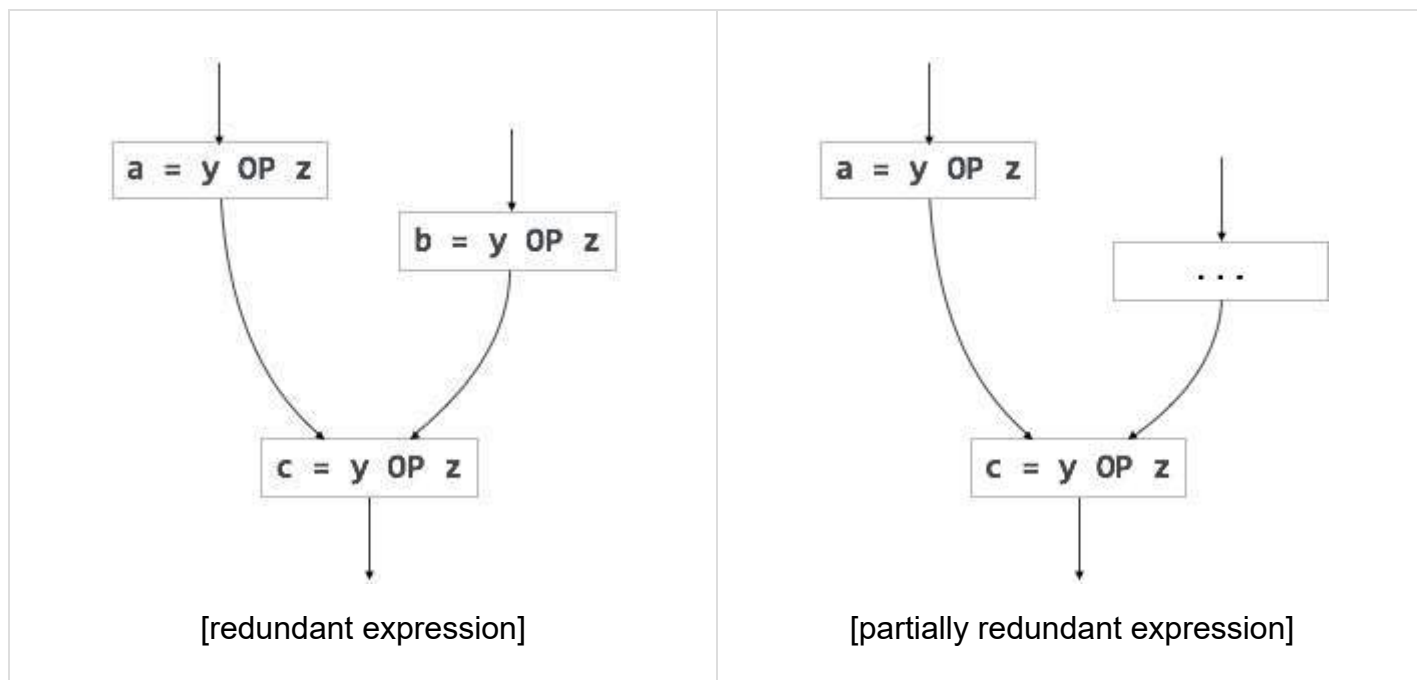 a = y OP z
b = y OP z
c = y OP z
[redundant expression]
a = y OP z
...
c = y OP z
[partially redundant expression]